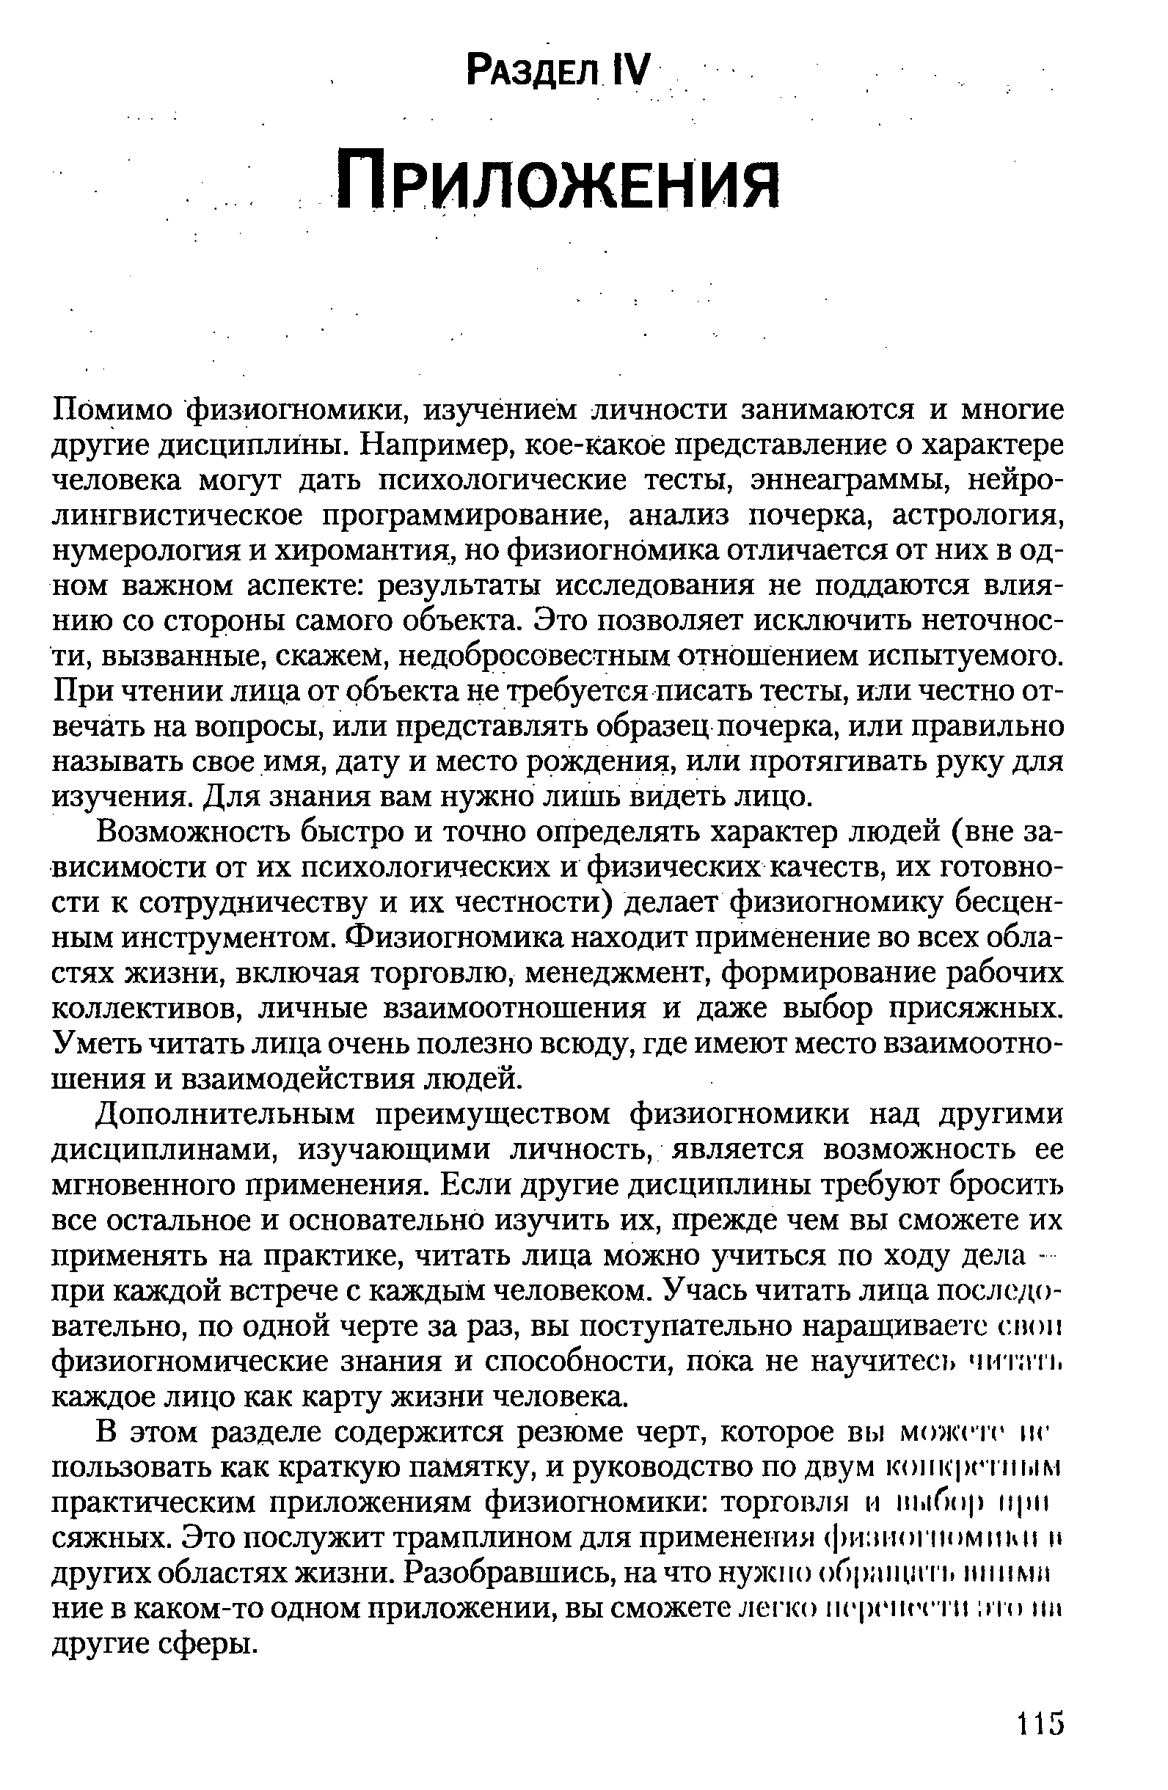 Раздел IV
Приложения
Помимо физиогномики, изучением личности занимаются и многие
другие дисциплины. Например, кое-какое представление о характере
человека могут дать психологические тесты, эннеаграммы, нейро-
лингвистическое программирование, анализ почерка, астрология,
нумерология и хиромантия, но физиогномика отличается от них в од-
ном важном аспекте: результаты исследования не поддаются влия-
нию со стороны самого объекта. Это позволяет исключить неточнос-
ти, вызванные, скажем, недобросовестным отношением испытуемого.
При чтении лица от объекта не требуется писать тесты, или честно от-
вечать на вопросы, или представлять образец почерка, или правильно
называть свое имя, дату и место рождения, или протягивать руку для
изучения. Для знания вам нужно лишь видеть лицо.
Возможность быстро и точно определять характер людей (вне за-
висимости от их психологических и физических качеств, их готовно-
сти к сотрудничеству и их честности) делает физиогномику бесцен-
ным инструментом. Физиогномика находит применение во всех обла-
стях жизни, включая торговлю, менеджмент, формирование рабочих
коллективов, личные взаимоотношения и даже выбор присяжных.
Уметь читать лица очень полезно всюду, где имеют место взаимоотно-
шения и взаимодействия людей.
Дополнительным преимуществом физиогномики над другими
дисциплинами, изучающими личность, является возможность ее
мгновенного применения. Если другие дисциплины требуют бросить
все остальное и основательно изучить их, прежде чем вы сможете их
применять на практике, читать лица можно учиться по ходу дела -
при каждой встрече с каждым человеком. Учась читать лица последо-
вательно, по одной черте за раз, вы поступательно наращиваете свои
физиогномические знания и способности, пока не научитесь читать
каждое лицо как карту жизни человека.
В этом разделе содержится резюме черт, которое вы можете ис
пользовать как краткую памятку, и руководство по двум конкретным
практическим приложениям физиогномики: торговля и выбор при
сяжных. Это послужит трамплином для применения физиогномики в
других областях жизни. Разобравшись, на что нужно обращать внима
ние в каком-то одном приложении, вы сможете легко перенести это на
другие сферы.
115